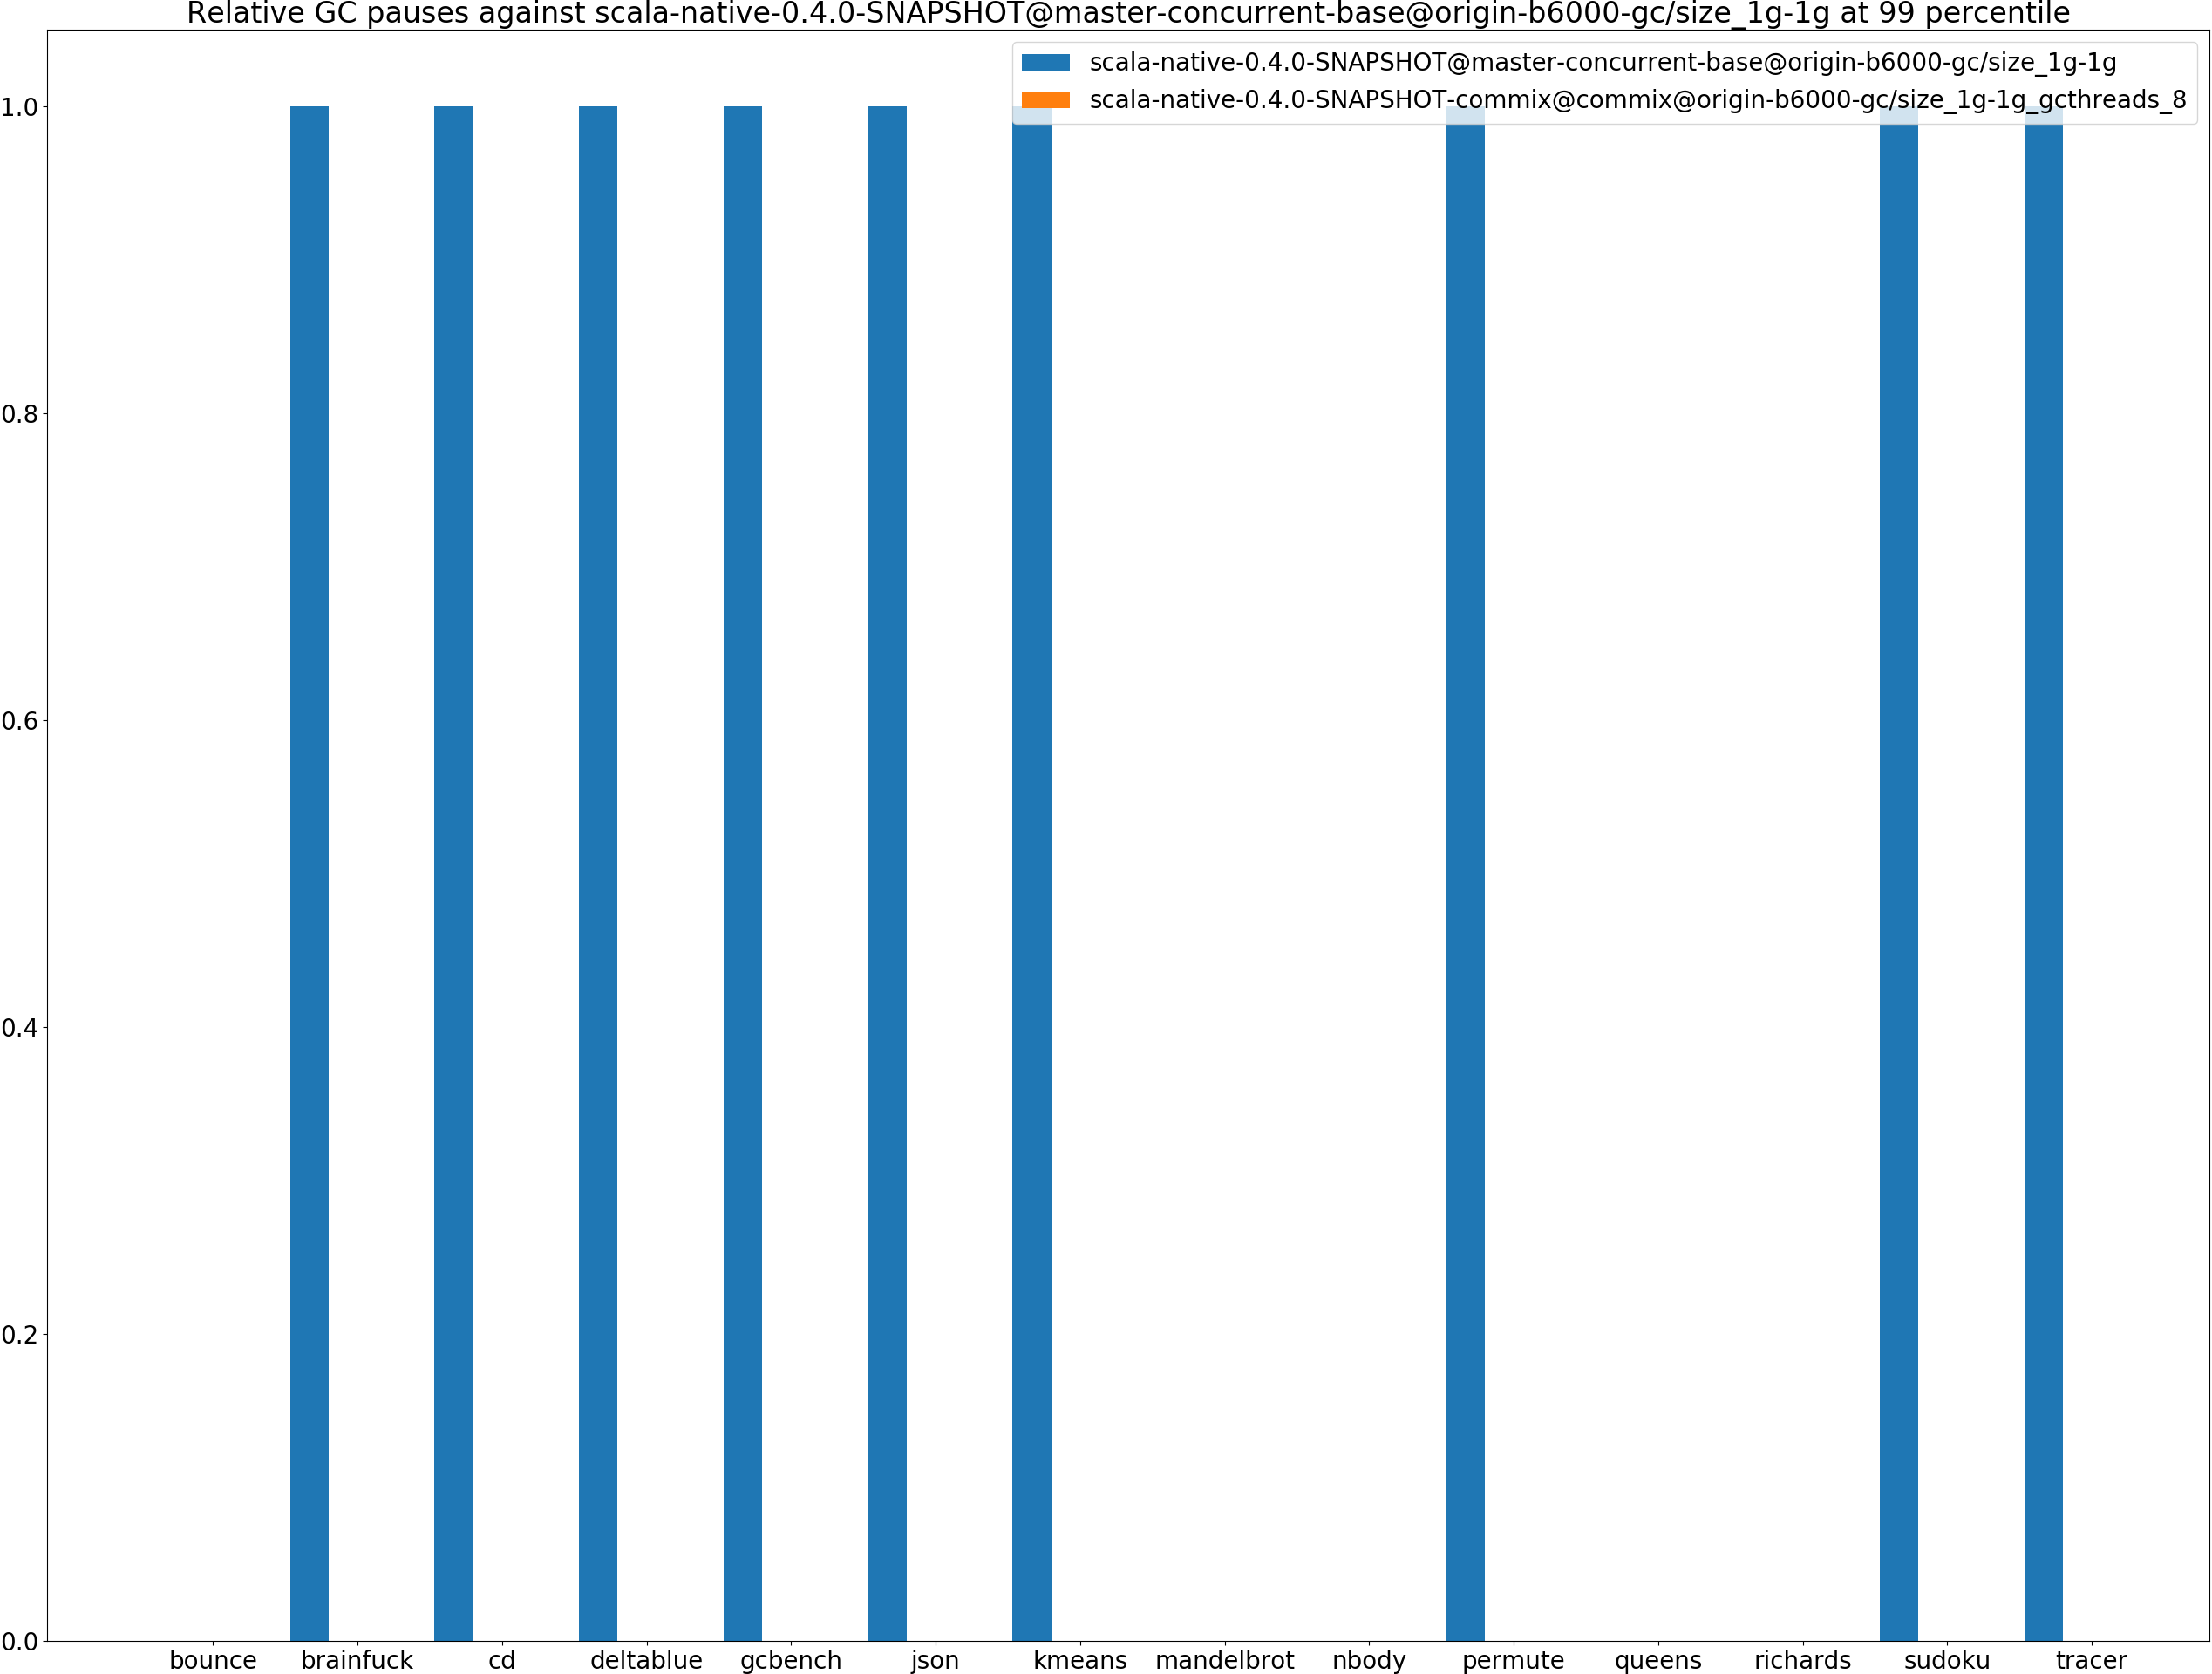 Relative GC pauses against scala-native-0.4.0-SNAPSHOT@master-concurrent-base@origin-b6000-gc/size_1g-1g at 99 percentile
scala-native-0.4.0-SNAPSHOT@master-concurrent-base@origin-b6000-gc/size_1g-1g
scala-native-0.4.0-SNAPSHOT-commix@commix@origin-b6000-gc/size_1g-1g_gcthreads_8
1.0
0.8
0.6
0.4
0.2
0.0
bounce brainfuck cd deltablue gcbench json kmeans mandelbrot nbody permute queens richards sudoku tracer